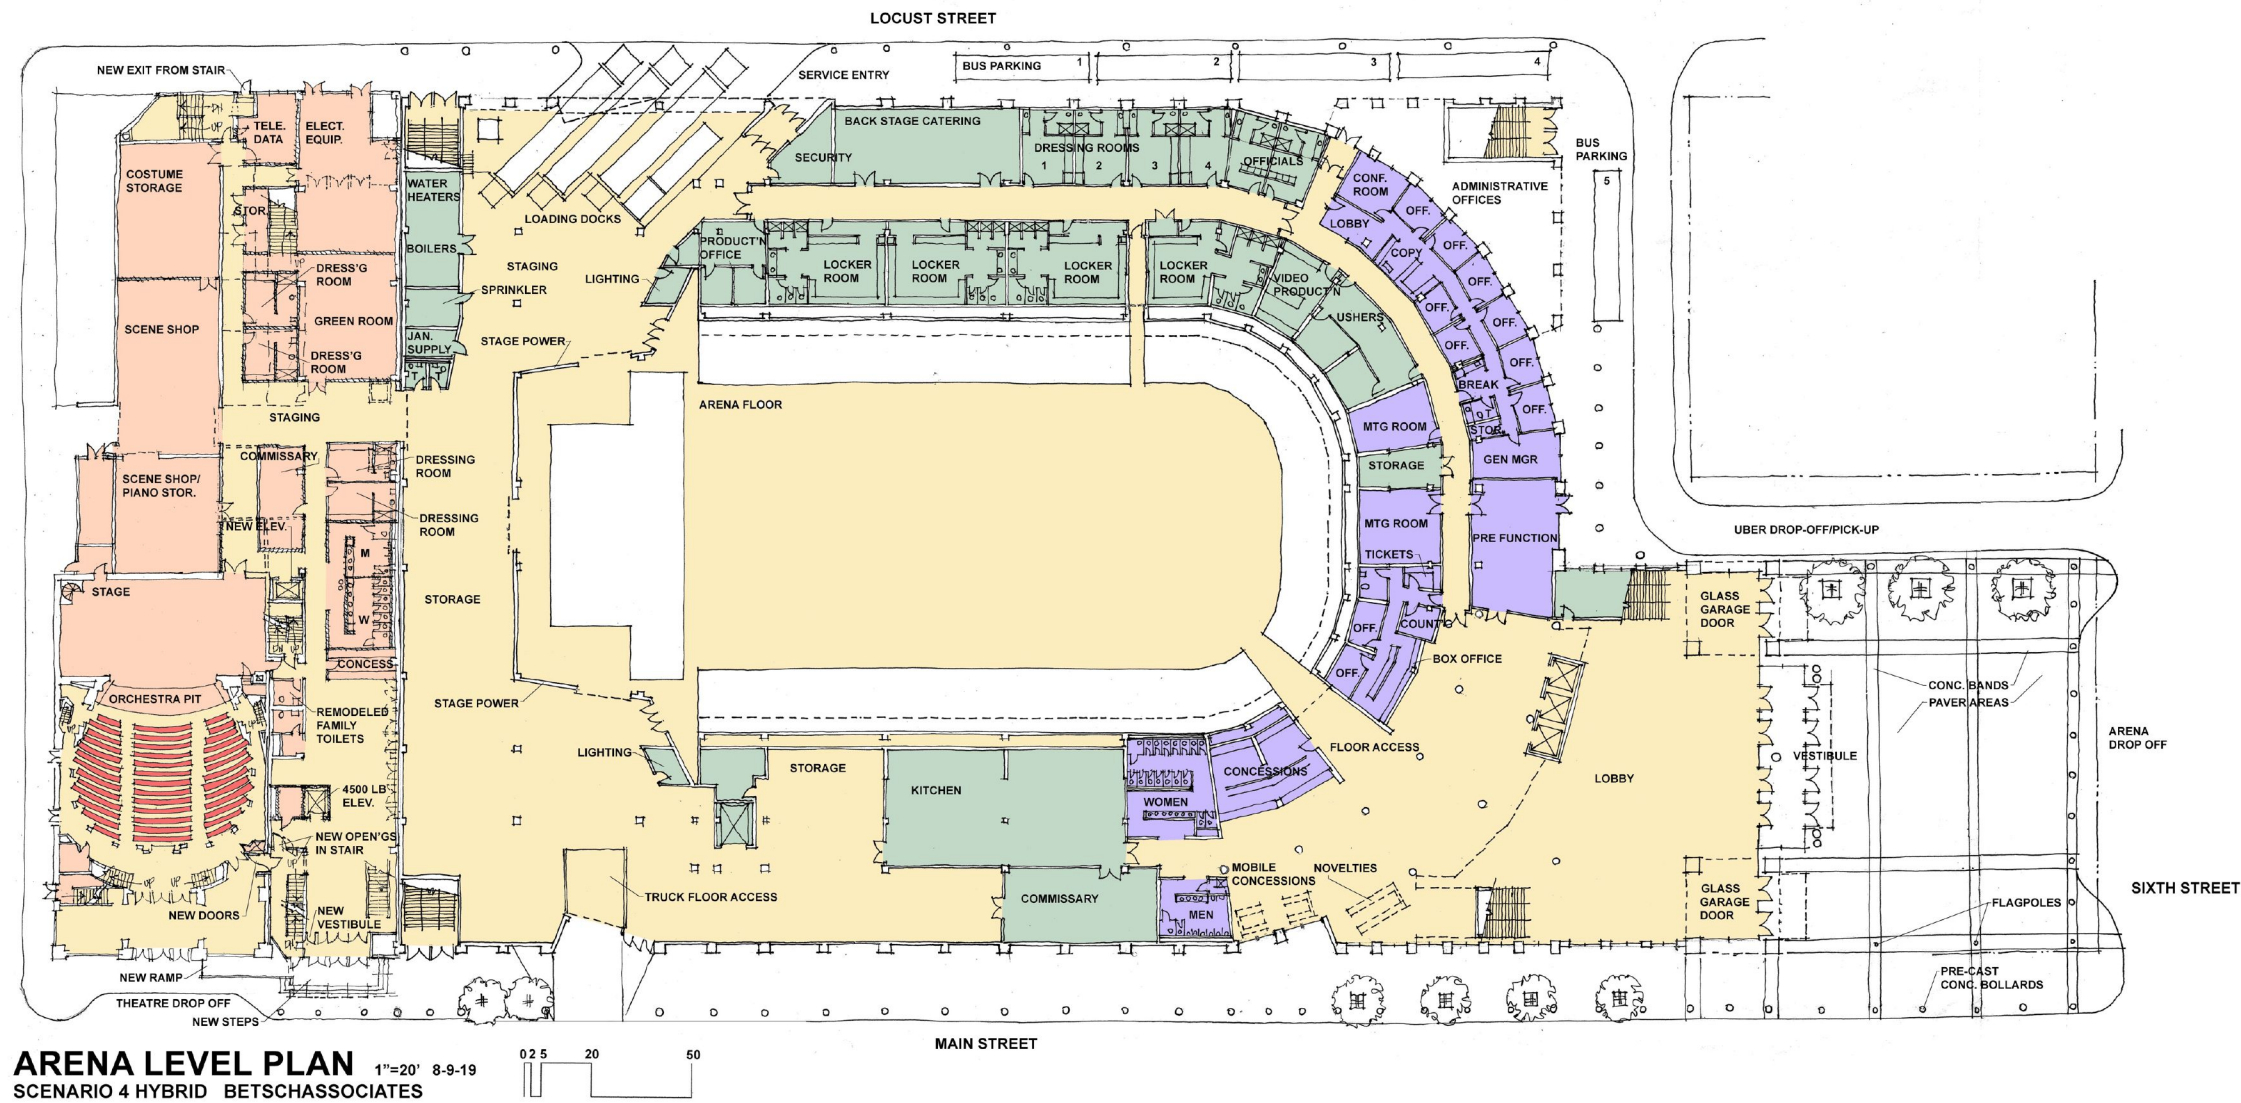 LOCUST STREET
NEW EXIT FROM STAIR
SERVICE ENTRY
BUS PARKING
1
2
3
4
TELE.
DATA
ELECT.
EQUIP.
UP
BACK STAGE CATERING
SECURITY
DRESSING ROOMS
1
2
3
4
OFFICIALS
BUS
PARKING
5
ADMINISTRATIVE
OFFICES
COSTUME
STORAGE
WATER
HEATERS
CONF.
ROOM
OFF.
LOBBY
STOR.
LOADING DOCKS
BOILERS
PRODUCT'N
OFFICE
COPY
OFF.
STAGING
LIGHTING
LOCKER
ROOM
LOCKER
ROOM
LOCKER
ROOM
LOCKER
ROOM
VIDEO
PRODUCT'N
OFF.
DRESS'G
ROOM
SPRINKLER
OFF.
OFF.
GREEN ROOM
SCENE SHOP
USHERS
JAN.
SUPPLY
STAGE POWER
OFF.
OFF.
DRESS'G
ROOM
T
T
BREAK
OFF.
T
STOR.
ARENA FLOOR
STAGING
MTG ROOM
COMMISSARY
DRESSING
ROOM
STORAGE
GEN MGR
SCENE SHOP/
PIANO STOR.
DRESSING
ROOM
NEW ELEV.
MTG ROOM
PRE FUNCTION
UBER DROP-OFF/PICK-UP
M
TICKETS
STAGE
STORAGE
GLASS
GARAGE
DOOR
W
OFF.
COUNT'G
CONCESS
BOX OFFICE
OFF.
CONC. BANDS
PAVER AREAS
ORCHESTRA PIT
STAGE POWER
REMODELED
FAMILY
TOILETS
ARENA
DROP OFF
LIGHTING
STORAGE
FLOOR ACCESS
VESTIBULE
LOBBY
CONCESSIONS
KITCHEN
4500 LB
ELEV.
WOMEN
NEW OPEN'GS
IN STAIR
UP
UP
MOBILE
CONCESSIONS
NOVELTIES
TRUCK FLOOR ACCESS
COMMISSARY
GLASS
GARAGE
DOOR
SIXTH STREET
MEN
FLAGPOLES
NEW DOORS
NEW
VESTIBULE
NEW RAMP
PRE-CAST
CONC. BOLLARDS
THEATRE DROP OFF
NEW STEPS
MAIN STREET
ARENA LEVEL PLAN 1"=20' 8-9-19
SCENARIO 4 HYBRID BETSCHASSOCIATES
0 2 5 20 50